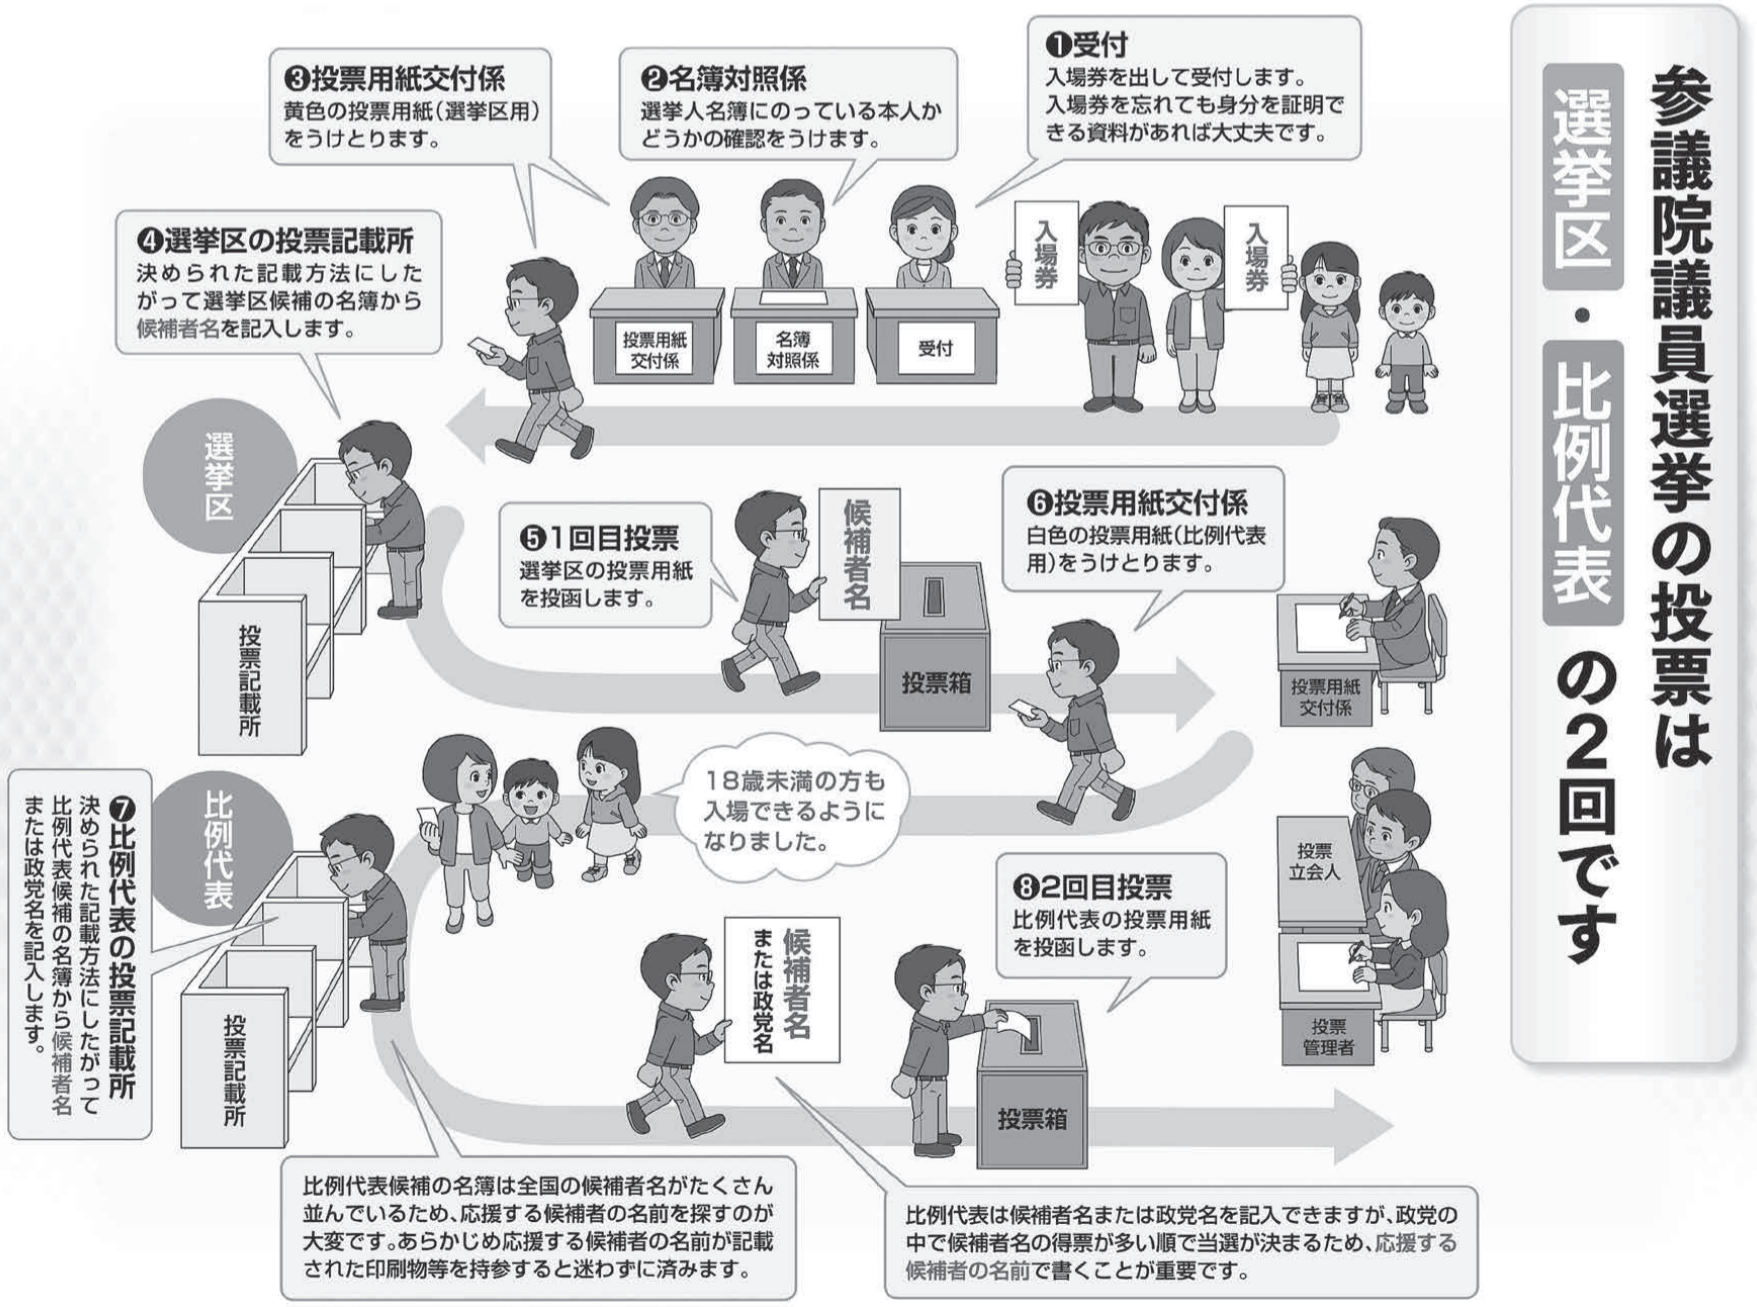 参議院議員選挙の投票は
選挙区・比例代表の2回です
❶受付
入場券を出して受付します。
入場券を忘れても身分を証明で
きる資料があれば大丈夫です。
❷名簿対照係
選挙人名簿にのっている本人か
どうかの確認をうけます。
❸投票用紙交付係
黄色の投票用紙(選挙区用)
をうけとります。
入場券
入場券
受付
名簿
対照係
投票用紙
交付係
❹選挙区の投票記載所
決められた記載方法にした
がって選挙区候補の名簿から
候補者名を記入します。
選挙区
投票記載所
❺1回目投票
選挙区の投票用紙
を投函します。
候補者名
投票箱
❻投票用紙交付係
白色の投票用紙(比例代表
用)をうけとります。
投票用紙
交付係
18歳未満の方も
入場できるように
なりました。
比例代表
❼比例代表の投票記載所
決められた記載方法にしたがって
比例代表候補の名簿から候補者名
または政党名を記入します。
投票記載所
候補者名
または政党名
❽2回目投票
比例代表の投票用紙
を投函します。
投票箱
投票
立会人
投票
管理者
比例代表候補の名簿は全国の候補者名がたくさん
並んでいるため、応援する候補者の名前を探すのが
大変です。あらかじめ応援する候補者の名前が記載
された印刷物等を持参すると迷わずに済みます。
比例代表は候補者名または政党名を記入できますが、政党の
中で候補者名の得票が多い順で当選が決まるため、応援する
候補者の名前で書くことが重要です。